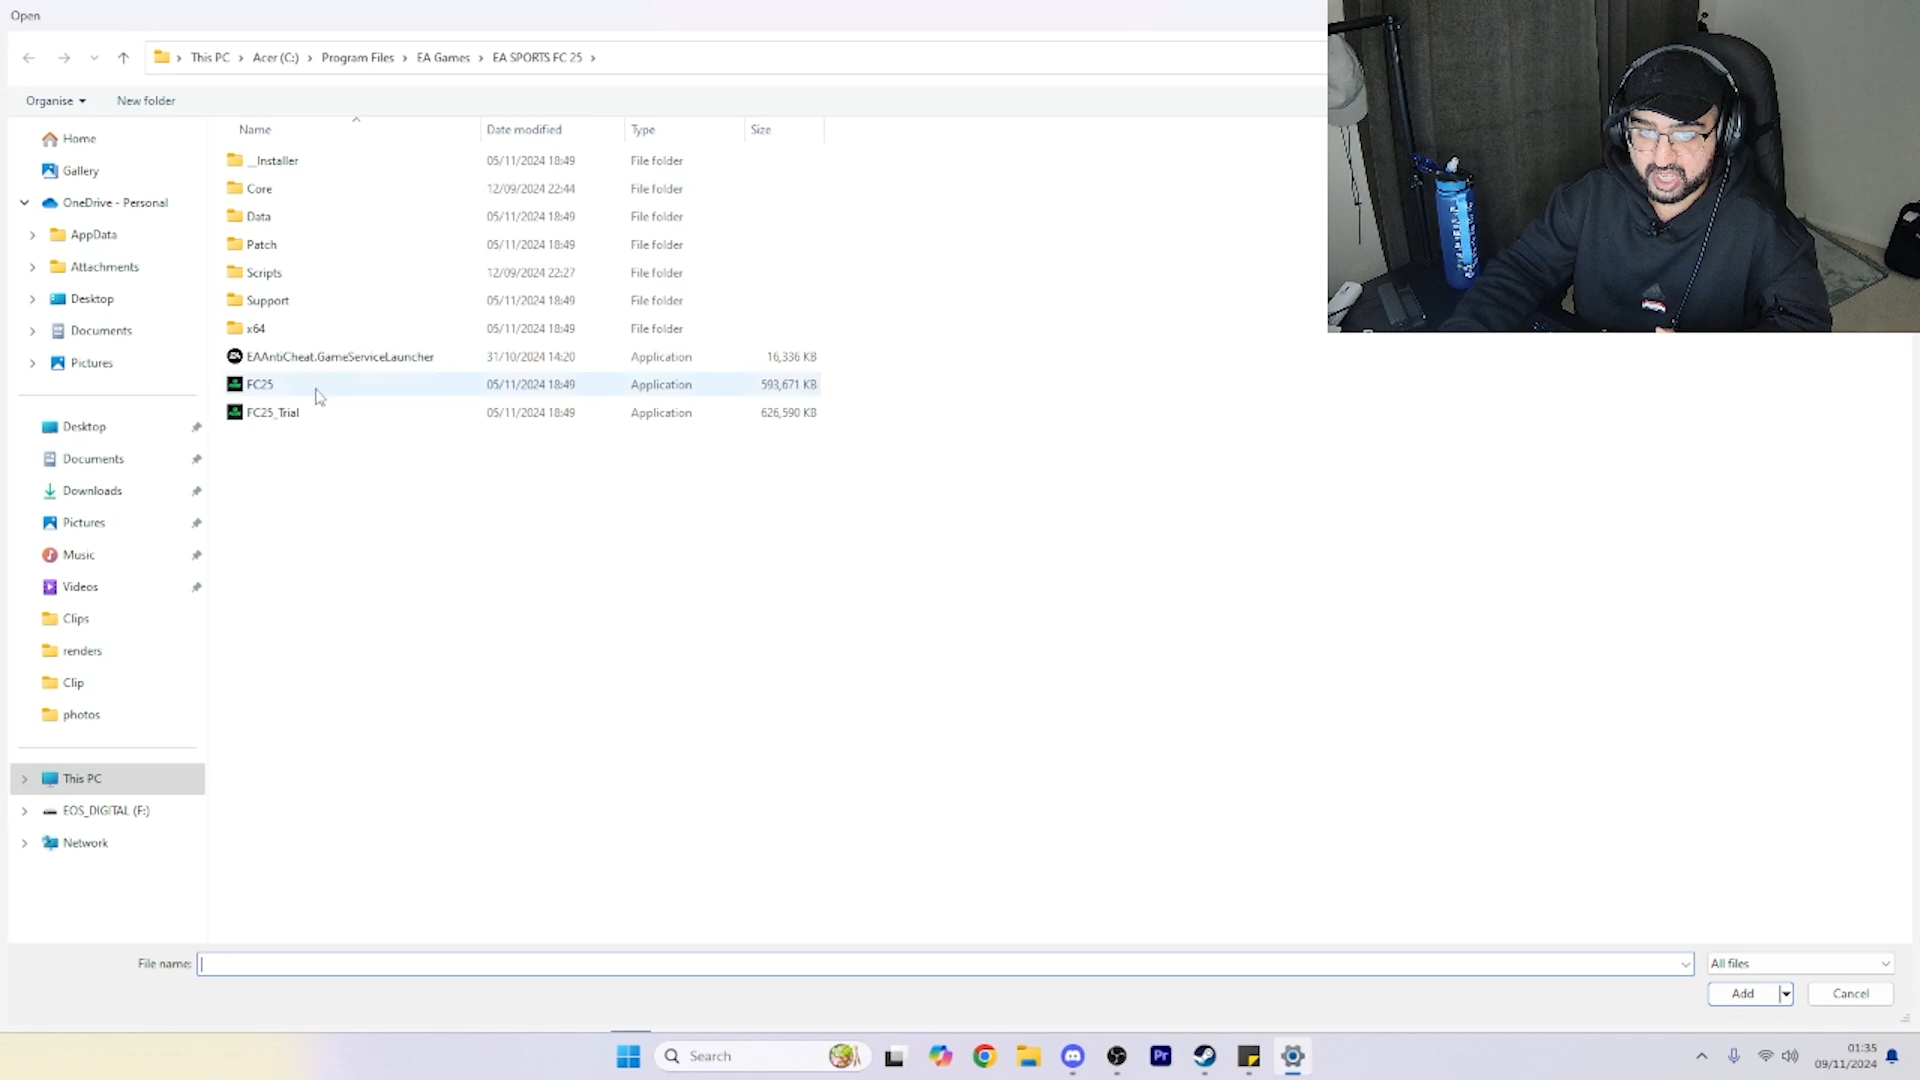 Open
This PC > Acer (C:) > Program Files > EA Games > EA SPORTS FC 25 >
Organise New folder
Name Date modified Type Size
Home
Gallery
OneDrive - Personal
AppData
Attachments
Desktop
Documents
Pictures
Desktop
Documents
Downloads
Pictures
Music
Videos
Clips
renders
Clip
photos
This PC
EOS_DIGITAL (F:)
Network
__Installer 05/11/2024 18:49 File folder
Core 12/09/2024 22:44 File folder
Data 05/11/2024 18:49 File folder
Patch 05/11/2024 18:49 File folder
Scripts 12/09/2024 22:27 File folder
Support 05/11/2024 18:49 File folder
x64 05/11/2024 18:49 File folder
EAAntiCheat.GameServiceLauncher 31/10/2024 14:20 Application 16,336 KB
FC25 05/11/2024 18:49 Application 593,671 KB
FC25_Trial 05/11/2024 18:49 Application 626,590 KB
File name: All files
Add Cancel
Search Pr 01:35
09/11/2024